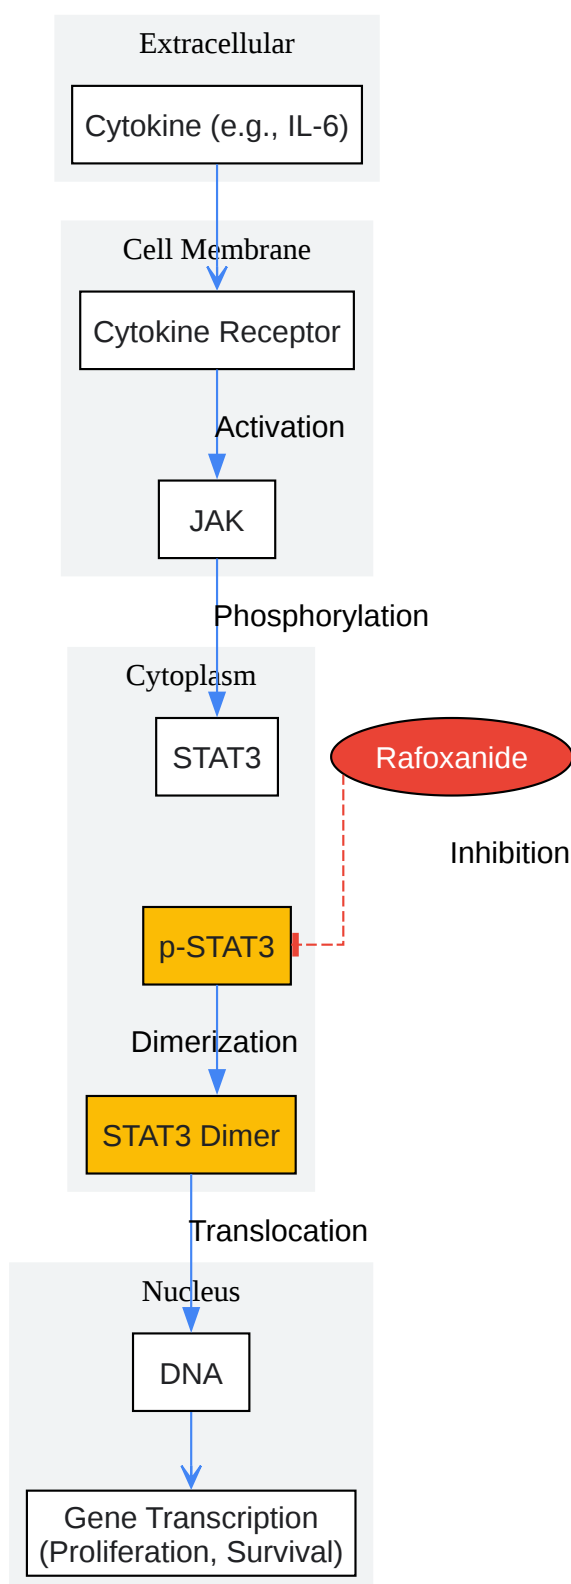 Extracellular
Cytokine (e.g., IL-6)
Cell Membrane
Cytokine Receptor
Activation
JAK
Phosphorylation
Cytoplasm
STAT3
Rafoxanide
Inhibition
p-STAT3
Dimerization
STAT3 Dimer
Translocation
Nucleus
DNA
Gene Transcription
(Proliferation, Survival)